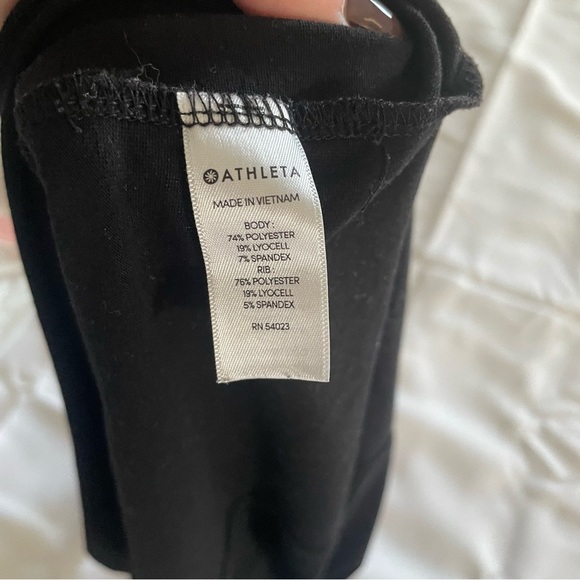 ATHLETA
MADE IN VIETNAM
BODY:
74% POLYESTER
19% LYOCELL
7% SPANDEX
RIB:
76% POLYESTER
19% LYOCELL
5% SPANDEX
RN 54023